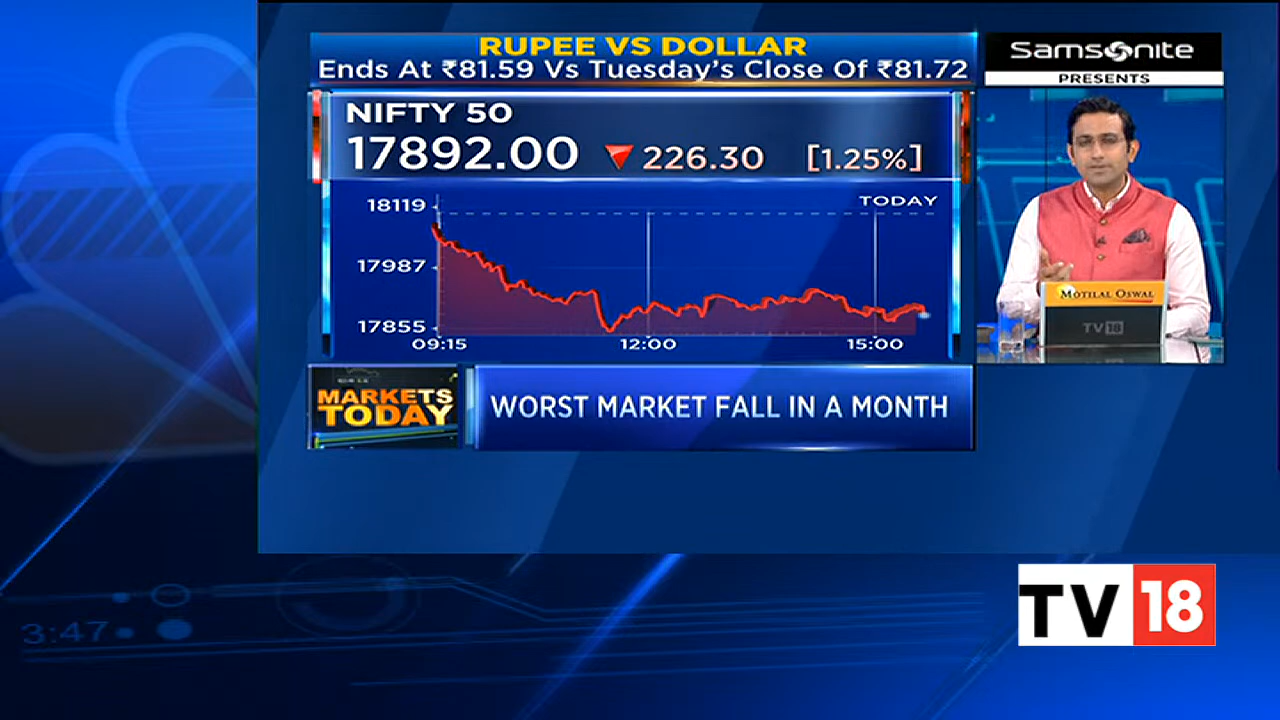 RUPEE VS DOLLAR
Ends At ₹81.59 Vs Tuesday's Close Of ₹81.72
Samsonite
PRESENTS
NIFTY 50
17892.00 ▼ 226.30 [1.25%]
TODAY
18119
17987
17855
09:15 12:00 15:00
MOTILAL OSWAL
TV18
MARKETS
TODAY
WORST MARKET FALL IN A MONTH
TV18
3:47